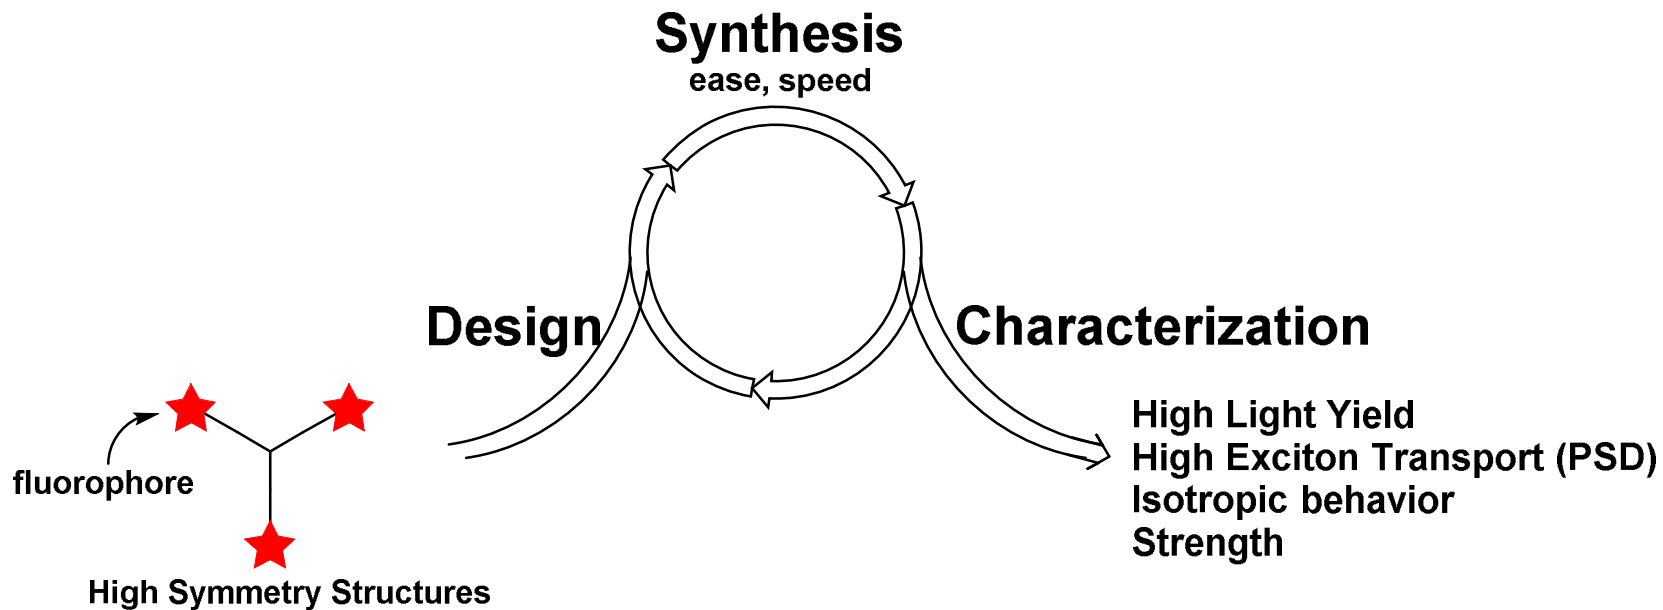 Synthesis
ease, speed
Design
Characterization
fluorophore
High Symmetry Structures
High Light Yield
High Exciton Transport (PSD)
Isotropic behavior
Strength